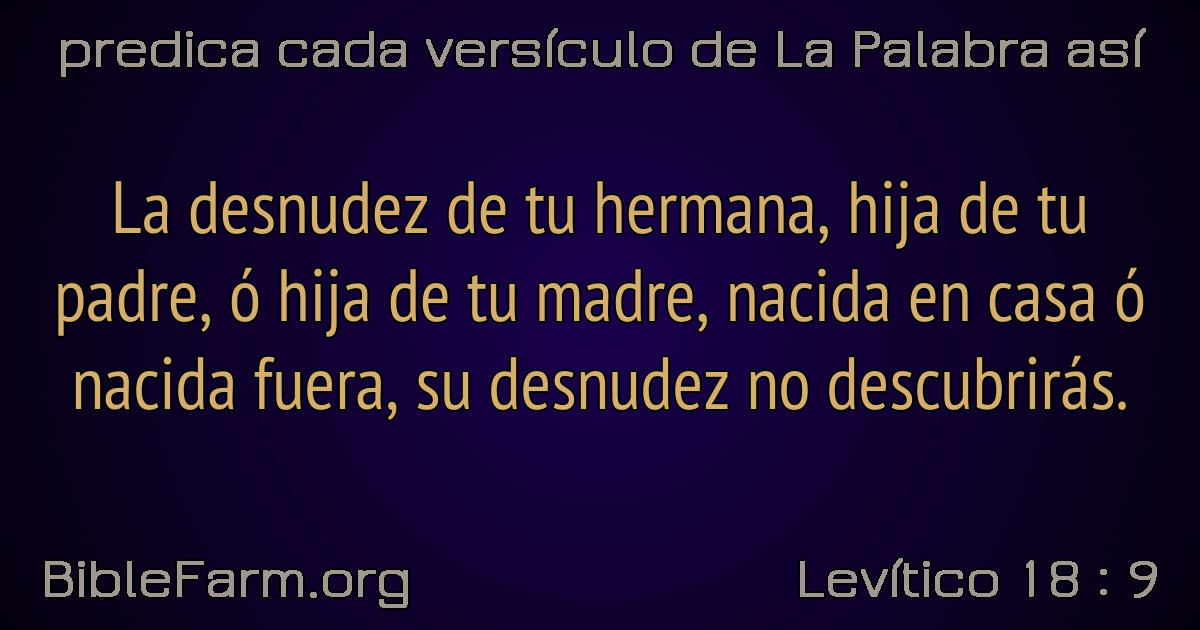 predica cada versículo de La Palabra así
La desnudez de tu hermana, hija de tu
padre, ó hija de tu madre, nacida en casa ó
nacida fuera, su desnudez no descubrirás.
BibleFarm.org
Levítico 18 : 9